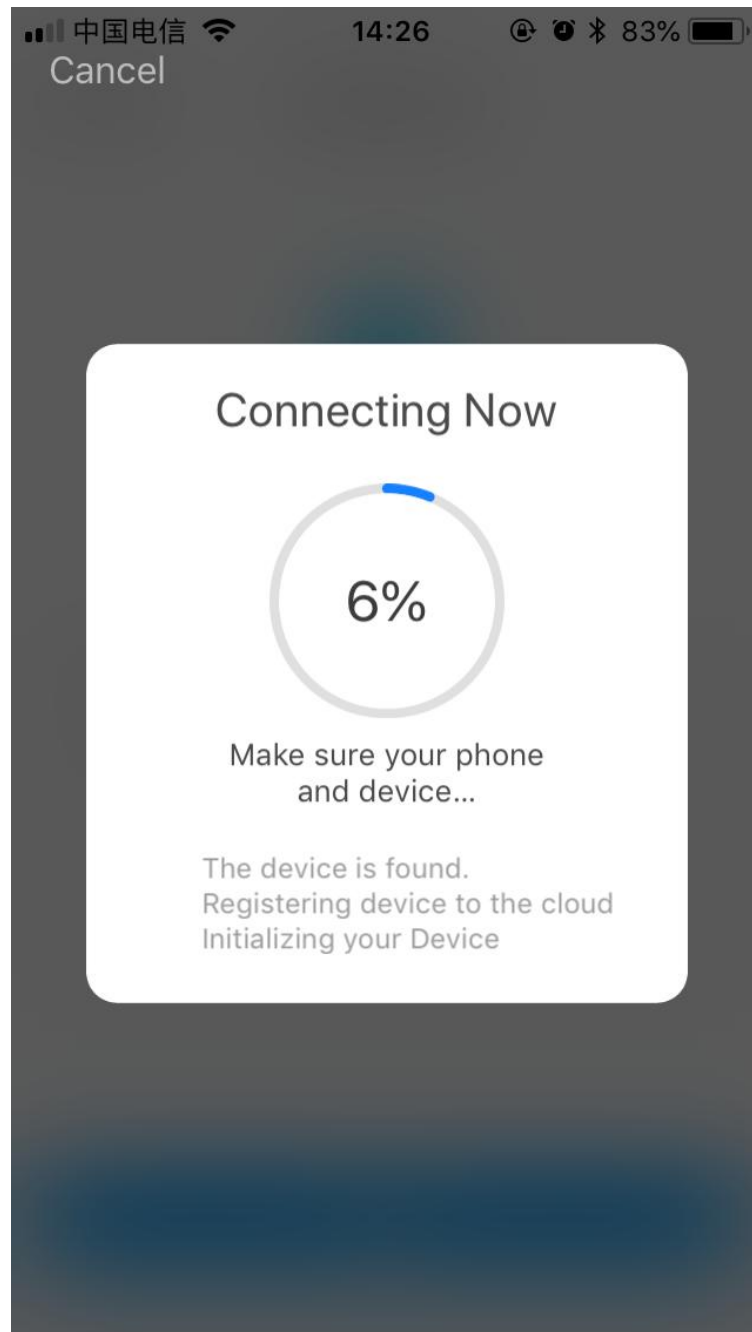 中国电信 14:26 83%
Cancel
Connecting Now
6%
Make sure your phone
and device...
The device is found.
Registering device to the cloud
Initializing your Device